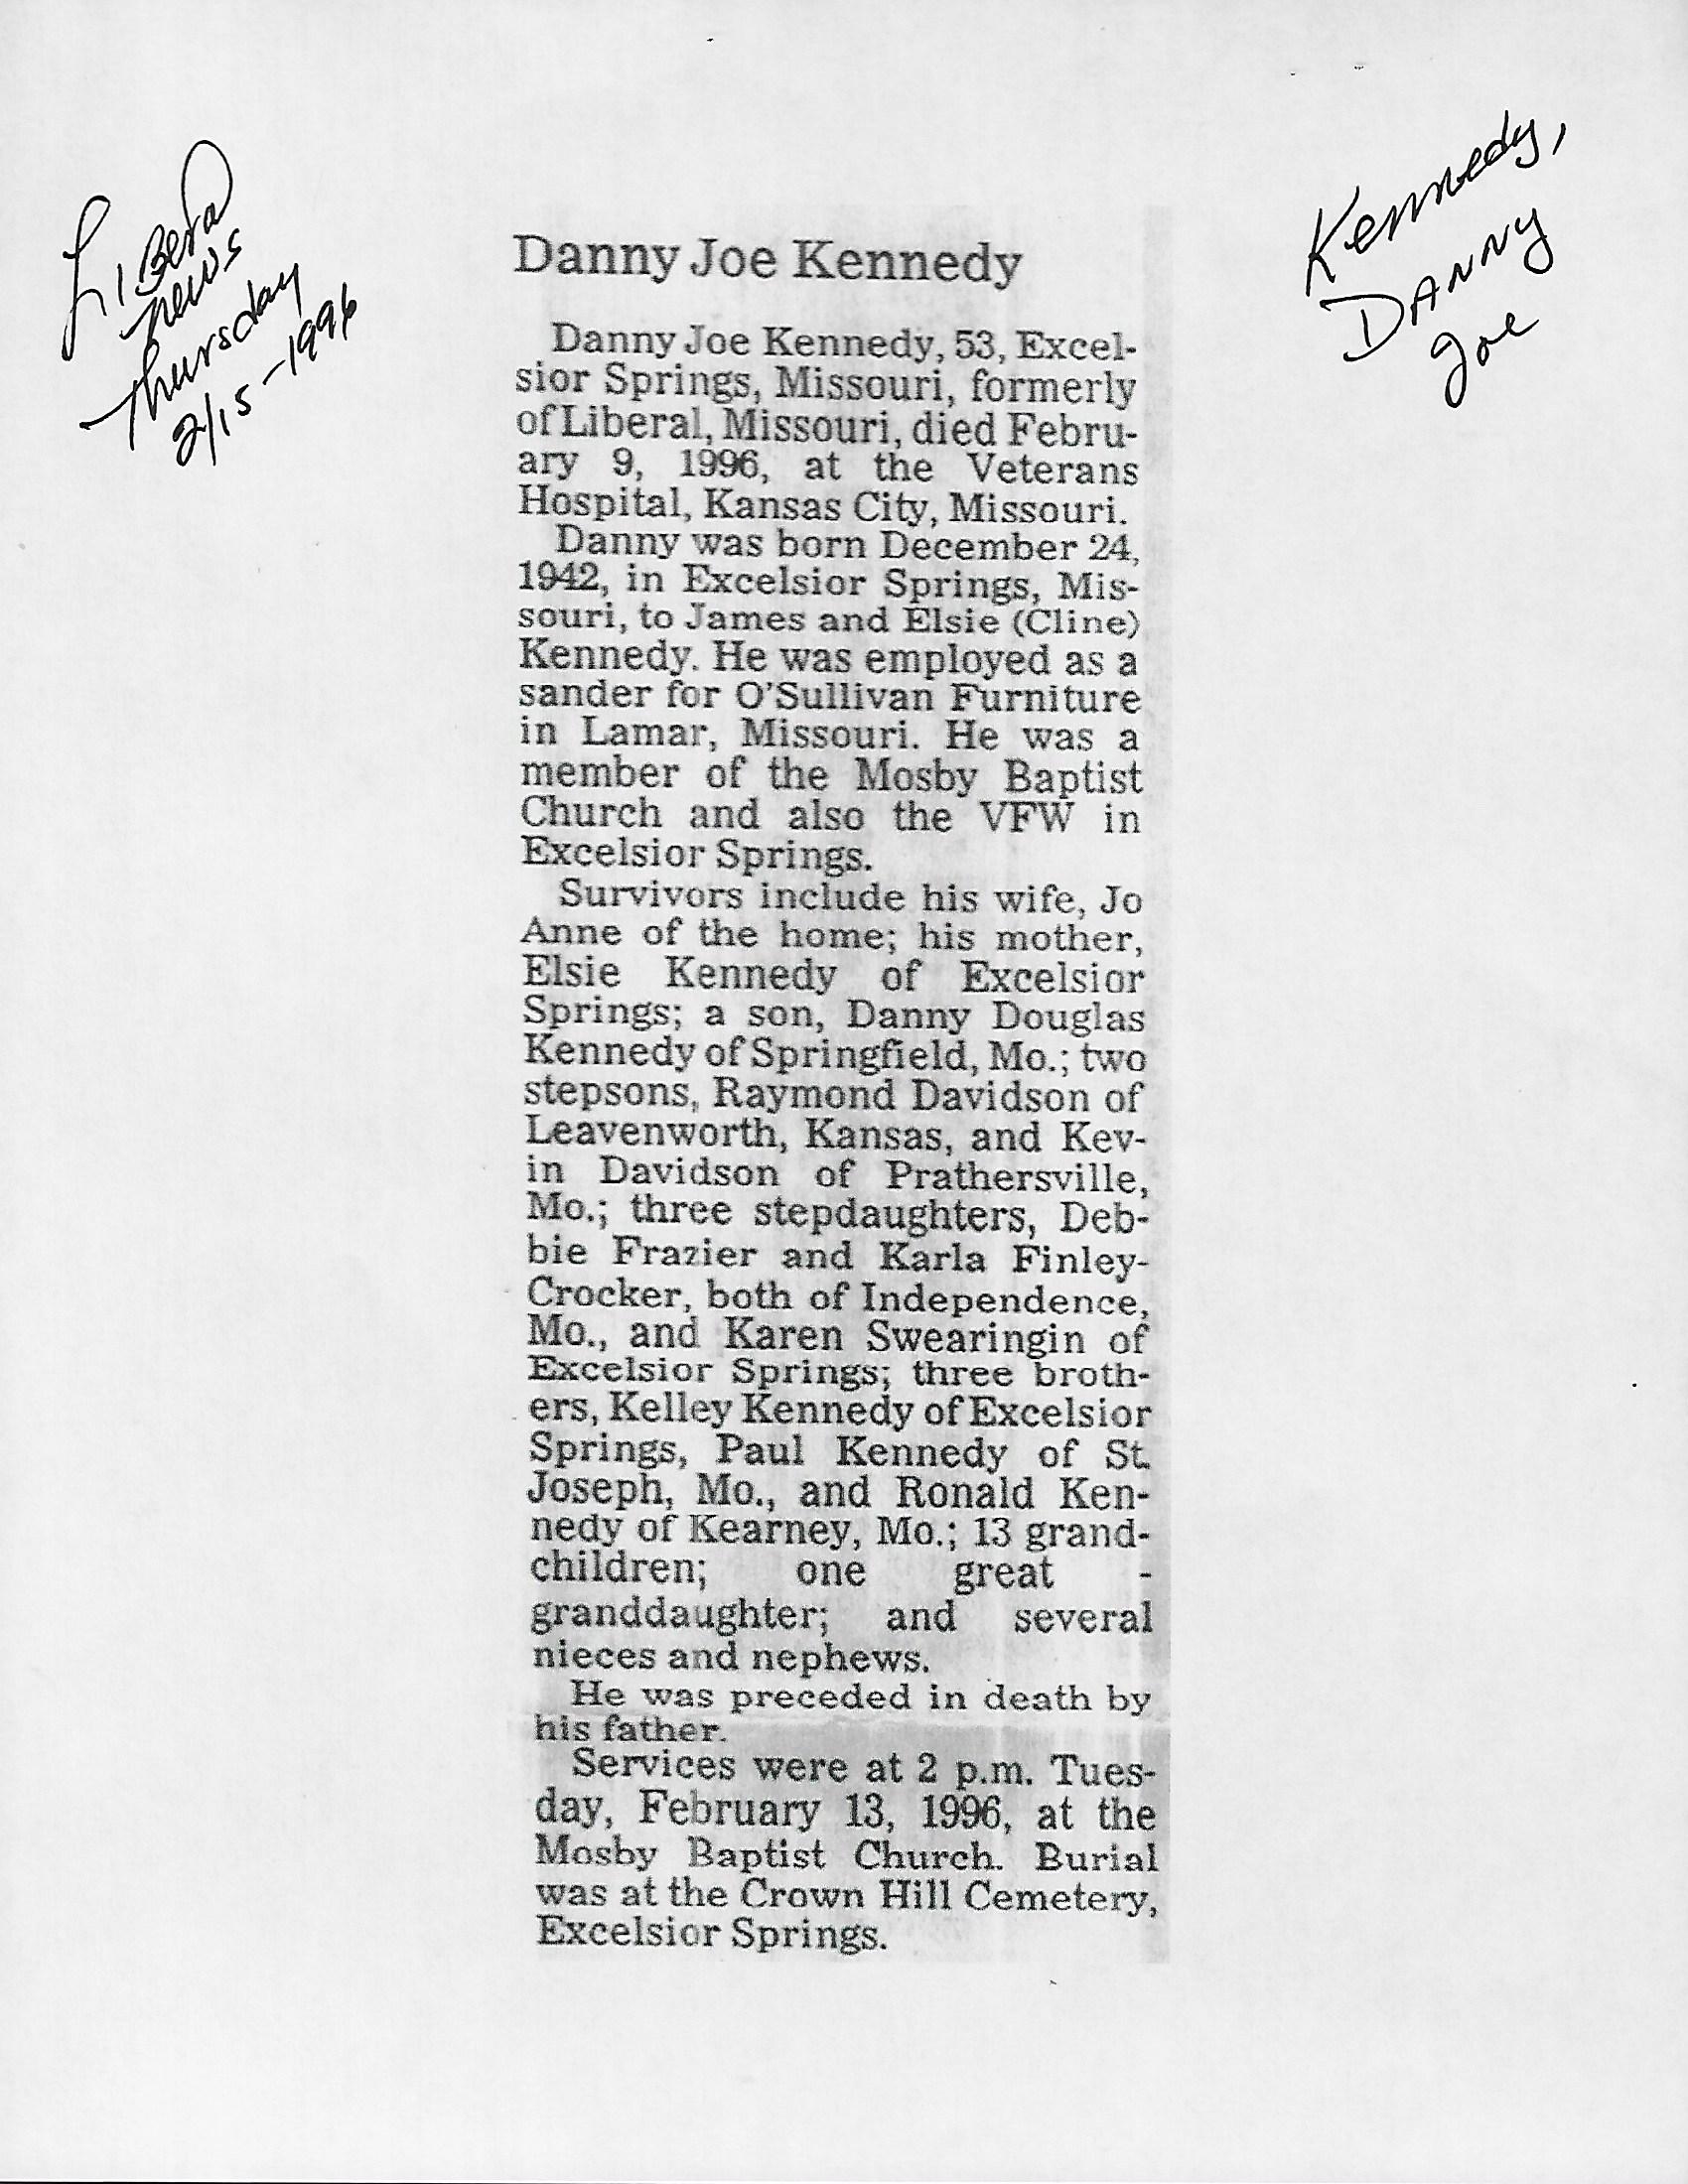 Liberal
News
Thursday
2/15-1996
Kennedy,
Danny
Joe
Danny Joe Kennedy
Danny Joe Kennedy, 53, Excel-
sior Springs, Missouri, formerly
of Liberal, Missouri, died Febru-
ary 9, 1996, at the Veterans
Hospital, Kansas City, Missouri.
Danny was born December 24,
1942, in Excelsior Springs, Mis-
souri, to James and Elsie (Cline)
Kennedy. He was employed as a
sander for O'Sullivan Furniture
in Lamar, Missouri. He was a
member of the Mosby Baptist
Church and also the VFW in
Excelsior Springs.
Survivors include his wife, Jo
Anne of the home; his mother,
Elsie Kennedy of Excelsior
Springs; a son, Danny Douglas
Kennedy of Springfield, Mo.; two
stepsons, Raymond Davidson of
Leavenworth, Kansas, and Kev-
in Davidson of Prathersville,
Mo.; three stepdaughters, Deb-
bie Frazier and Karla Finley-
Crocker, both of Independence,
Mo., and Karen Swearingin of
Excelsior Springs; three broth-
ers, Kelley Kennedy of Excelsior
Springs, Paul Kennedy of St.
Joseph, Mo., and Ronald Ken-
nedy of Kearney, Mo.; 13 grand-
children; one great -
granddaughter; and several
nieces and nephews.
He was preceded in death by
his father.
Services were at 2 p.m. Tues-
day, February 13, 1996, at the
Mosby Baptist Church. Burial
was at the Crown Hill Cemetery,
Excelsior Springs.